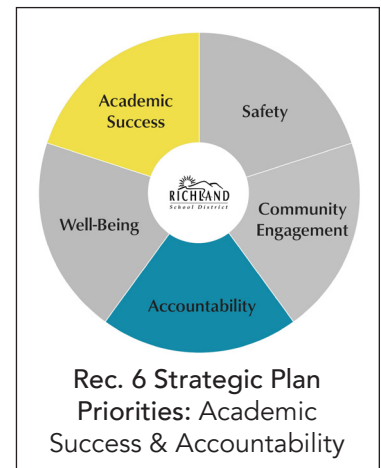 Academic
Success
Safety
RICHLAND
School District
Well-Being
Community
Engagement
Accountability
Rec. 6 Strategic Plan
Priorities: Academic
Success & Accountability